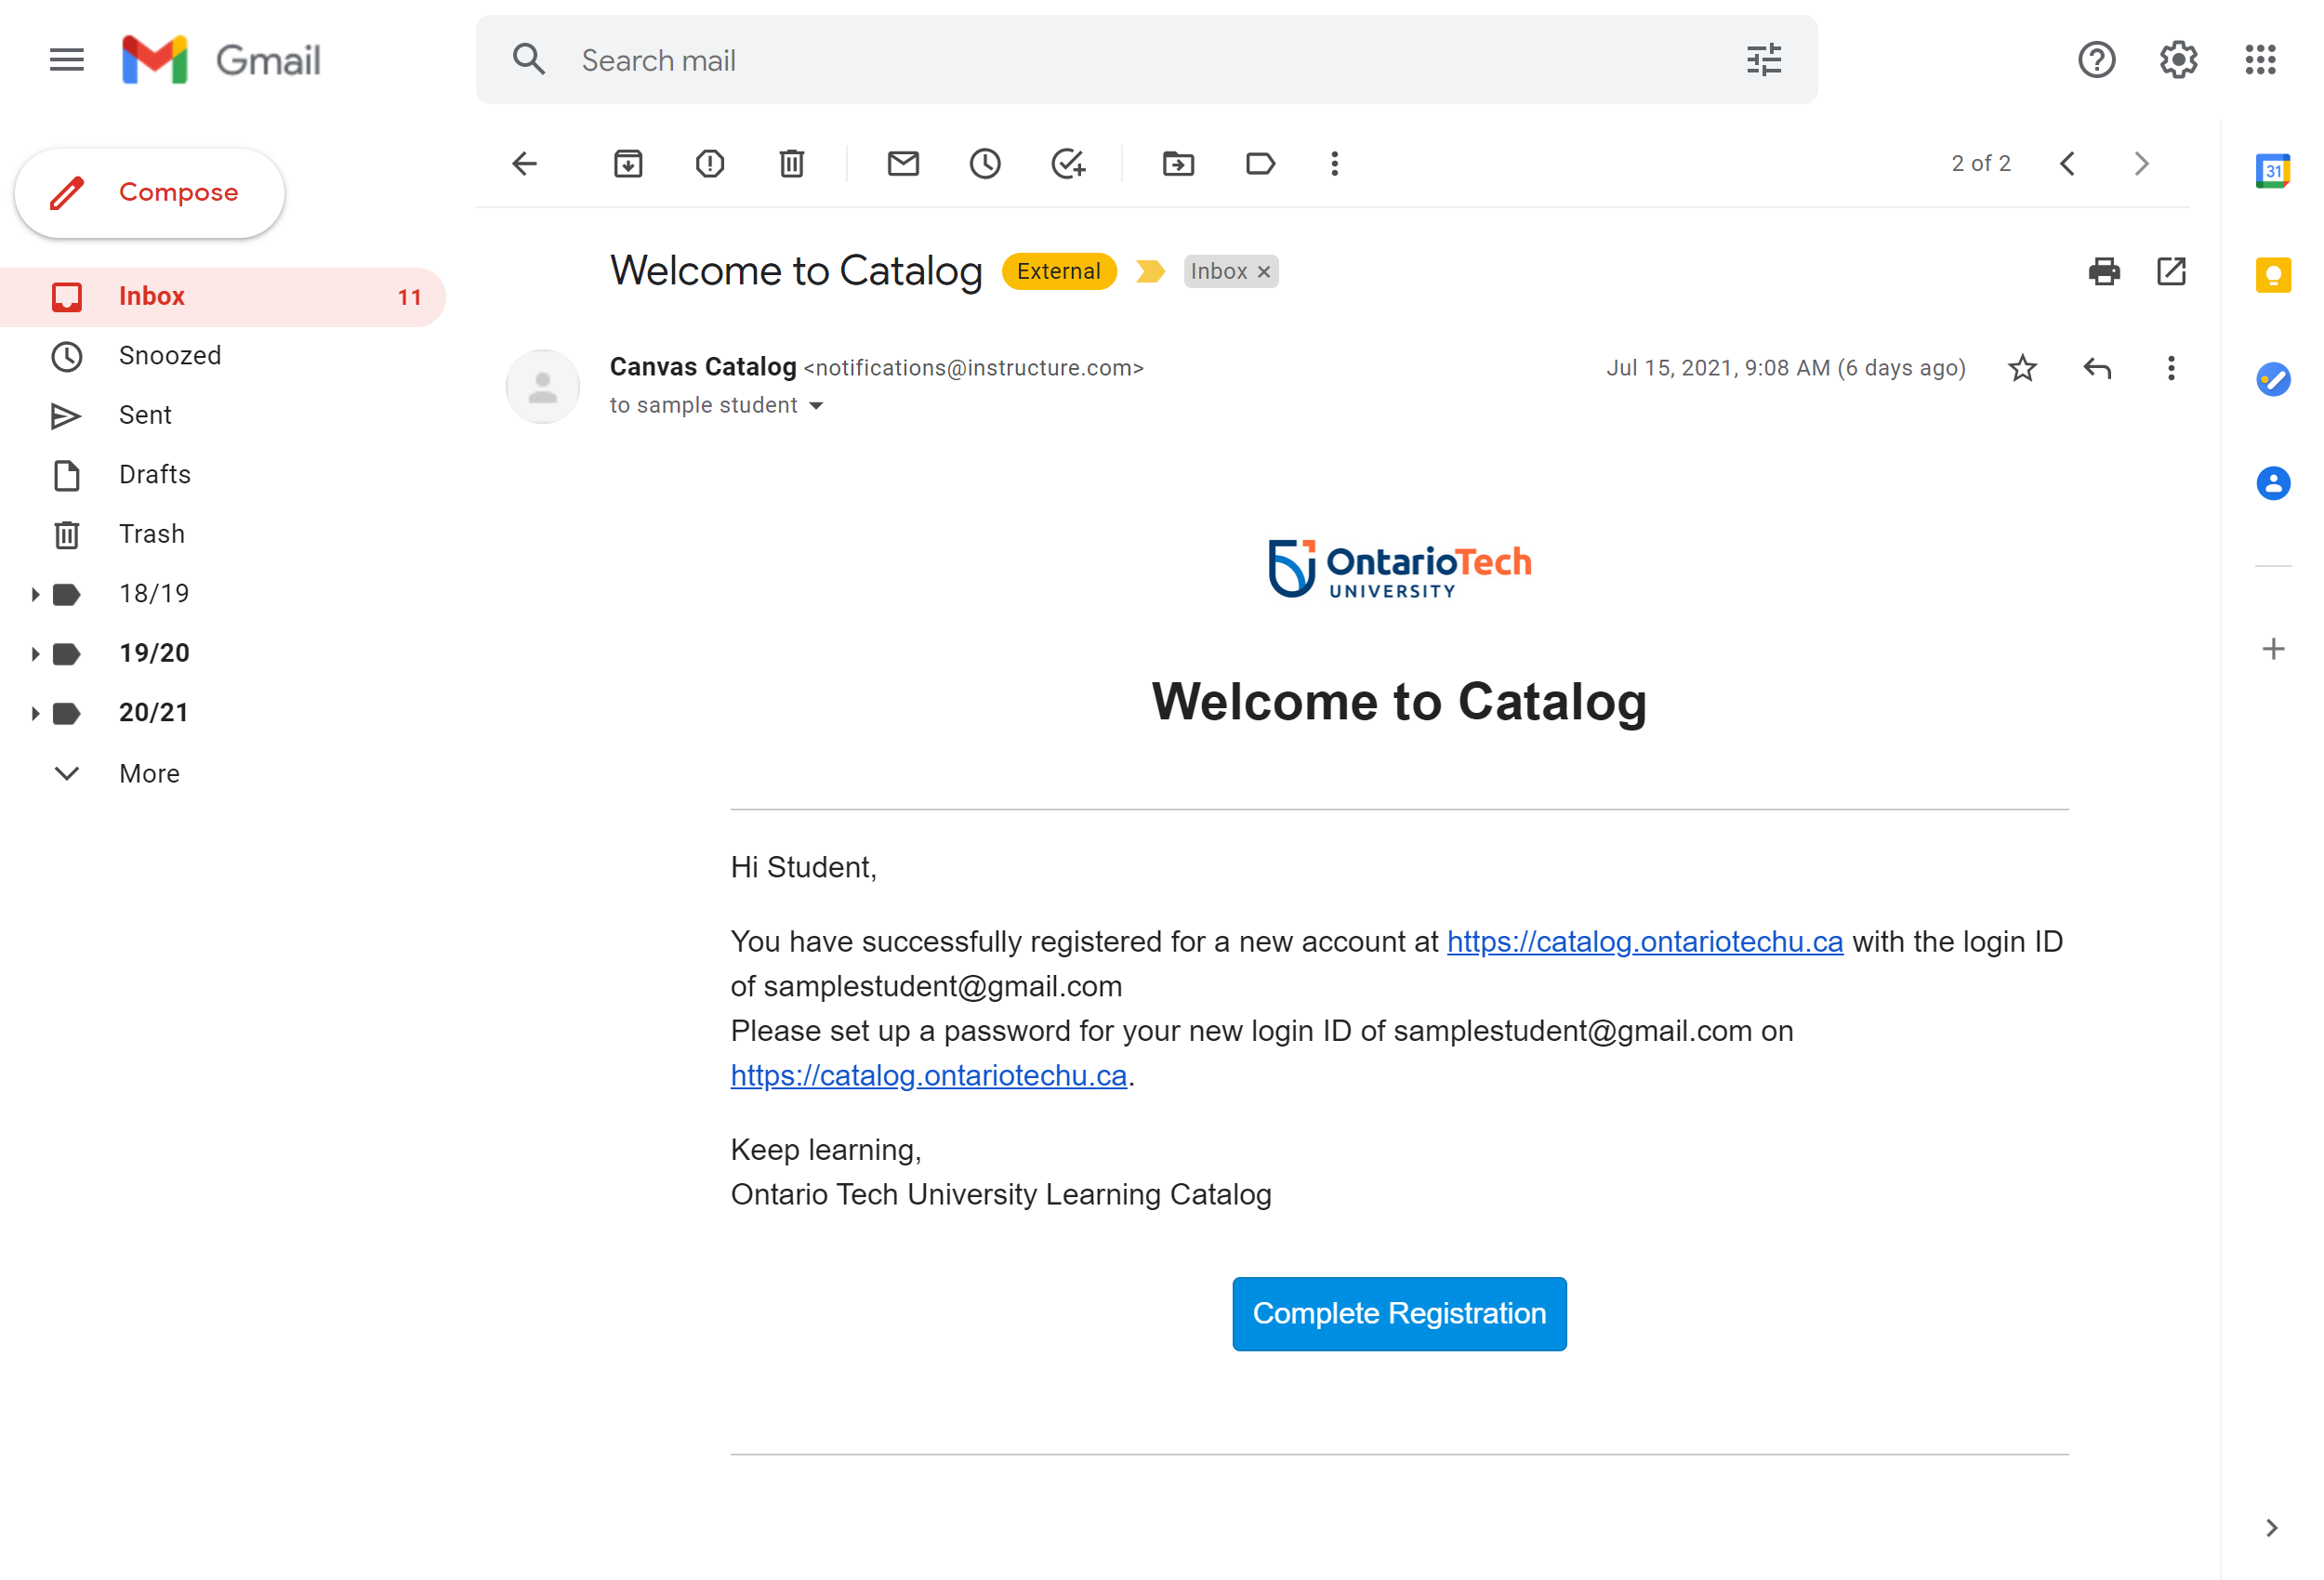 Gmail
Search mail
Compose
2 of 2
31
Welcome to Catalog External Inbox ×
Inbox 11
Snoozed
Sent
Drafts
Trash
18/19
19/20
20/21
More
Canvas Catalog <notifications@instructure.com> Jul 15, 2021, 9:08 AM (6 days ago)
to sample student
OntarioTech
UNIVERSITY
Welcome to Catalog
Hi Student,
You have successfully registered for a new account at https://catalog.ontariotechu.ca with the login ID
of samplestudent@gmail.com
Please set up a password for your new login ID of samplestudent@gmail.com on
https://catalog.ontariotechu.ca.
Keep learning,
Ontario Tech University Learning Catalog
Complete Registration